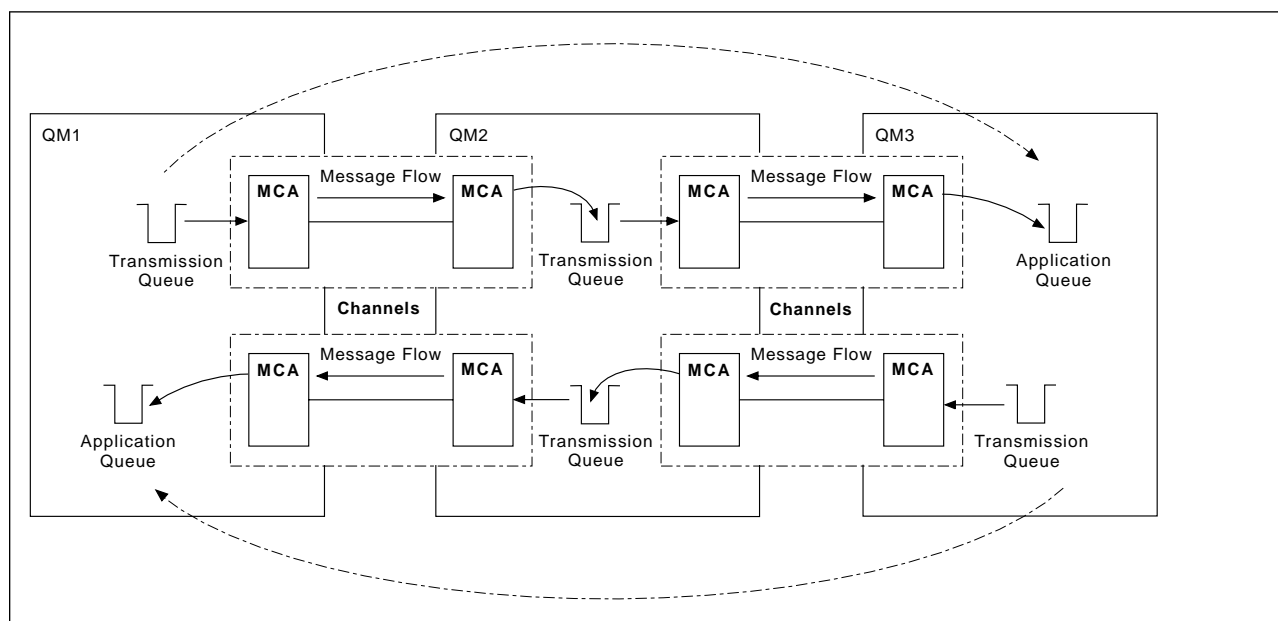 QM1
QM2
QM3
MCA
Message Flow
MCA
MCA
Message Flow
MCA
Transmission
Queue
Transmission
Queue
Application
Queue
Channels
Channels
MCA
Message Flow
MCA
MCA
Message Flow
MCA
Application
Queue
Transmission
Queue
Transmission
Queue